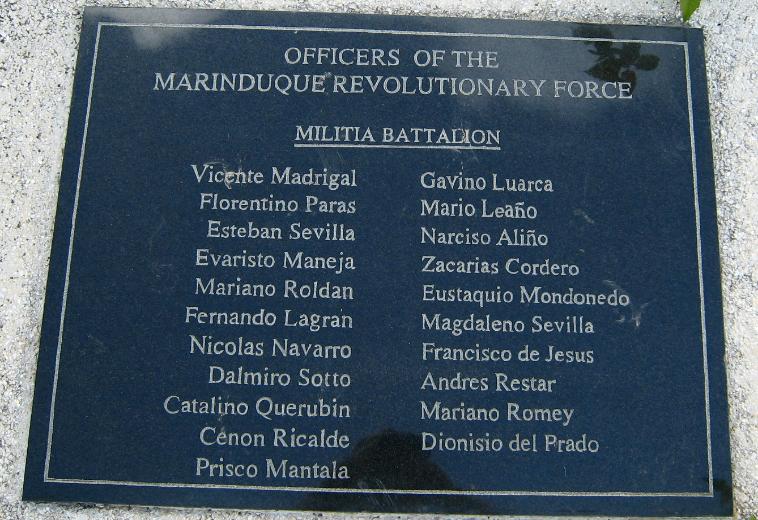 OFFICERS OF THE
MARINDUQUE REVOLUTIONARY FORCE
MILITIA BATTALION
Vicente Madrigal
Florentino Paras
Esteban Sevilla
Evaristo Maneja
Mariano Roldan
Fernando Lagran
Nicolas Navarro
Dalmiro Sotto
Catalino Querubin
Cenon Ricalde
Prisco Mantala
Gavino Luarca
Mario Leaño
Narciso Aliño
Zacarias Cordero
Eustaquio Mondonedo
Magdaleno Sevilla
Francisco de Jesus
Andres Restar
Mariano Romey
Dionisio del Prado